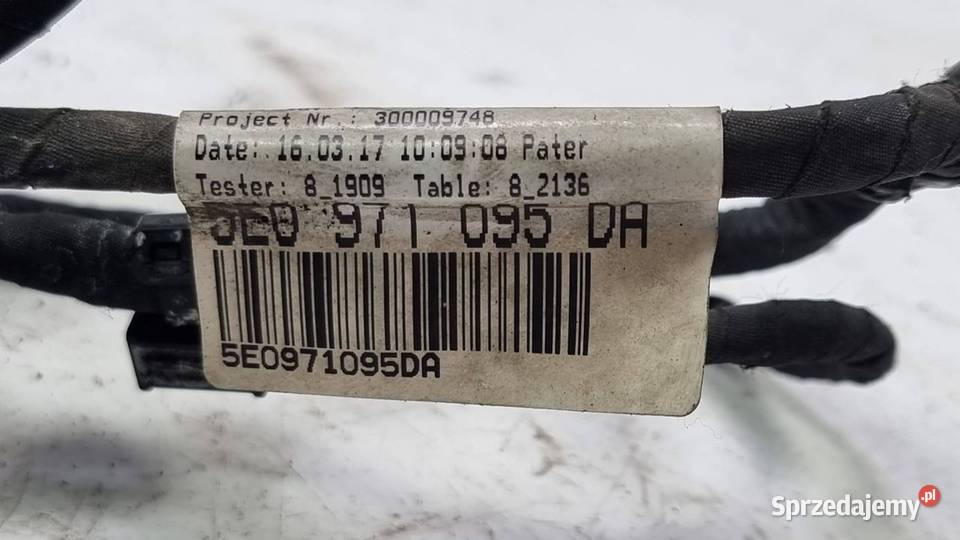 Project Nr.: 300009748
Date: 16.03.17 10:09:08 Pater
Tester: 8_1909 Table: 8_2136
5E0 971 095 DA
5E0971095DA
Sprzedajemy.pl